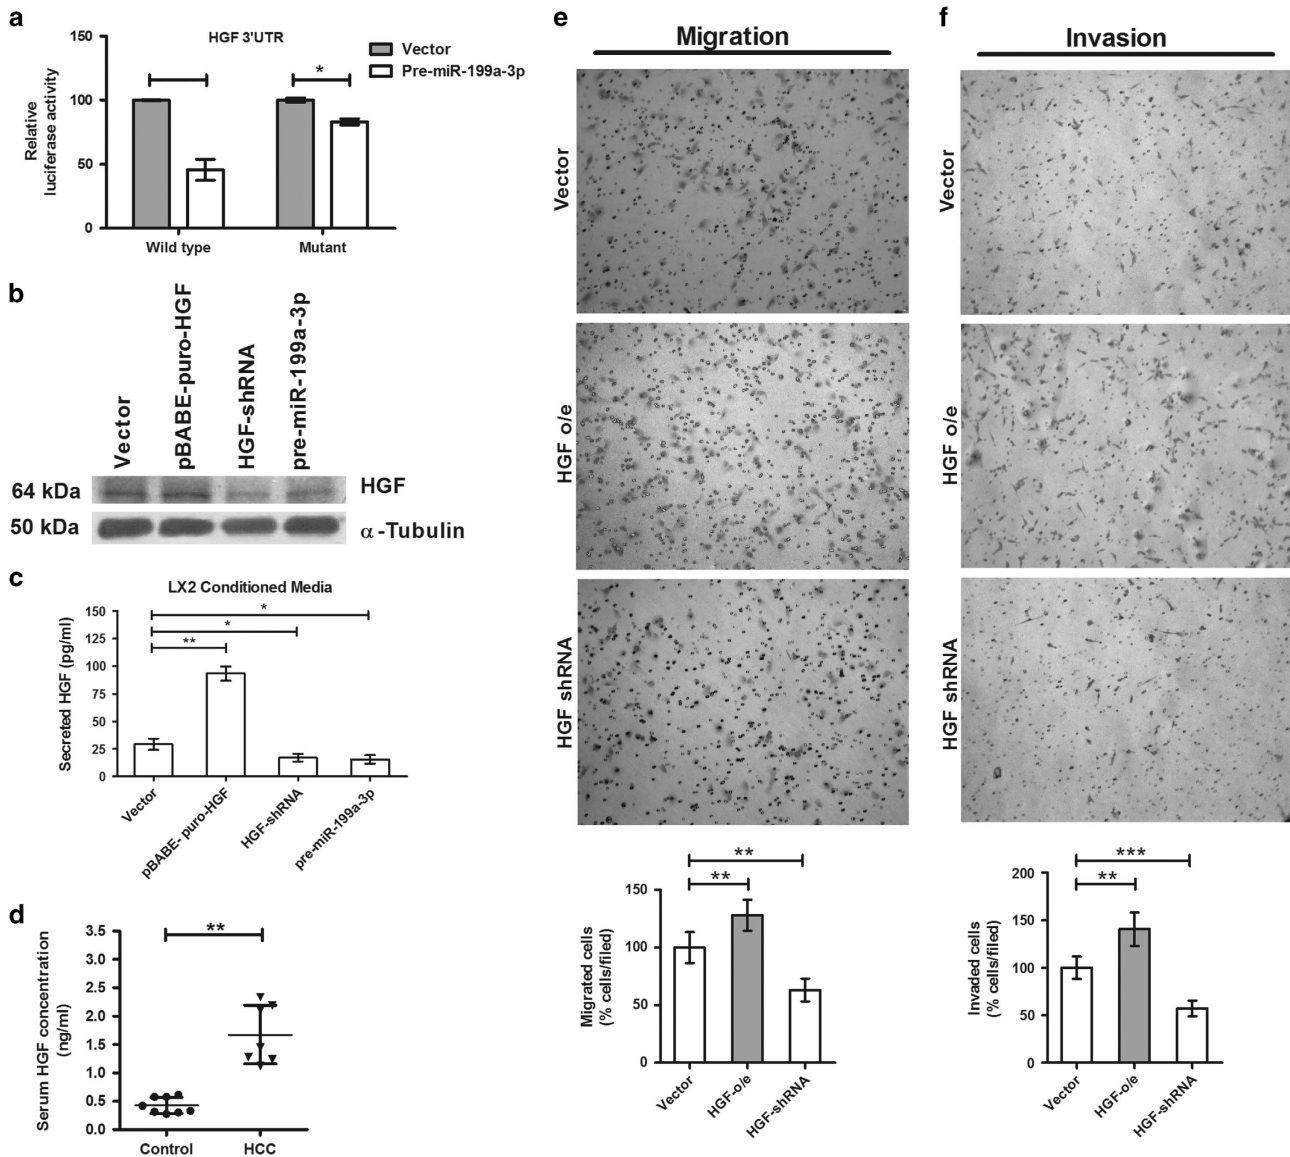 a
HGF 3'UTR
Vector
Pre-miR-199a-3p
*
Relative
luciferase activity
150
100
50
0
Wild type
Mutant
b
Vector
pBABE-puro-HGF
HGF-shRNA
pre-miR-199a-3p
64 kDa
HGF
50 kDa
α-Tubulin
c
LX2 Conditioned Media
Secreted HGF (pg/ml)
150
125
100
75
50
25
0
*
*
**
Vector
pBABE- puro-HGF
HGF-shRNA
pre-miR-199a-3p
d
Serum HGF concentration
(ng/ml)
3.5
3.0
2.5
2.0
1.5
1.0
0.5
0.0
**
Control
HCC
e
Migration
Vector
HGF o/e
HGF shRNA
Migrated cells
(% cells/filed)
150
100
50
0
**
**
Vector
HGF-o/e
HGF-shRNA
f
Invasion
Vector
HGF o/e
HGF shRNA
Invaded cells
(% cells/filed)
200
150
100
50
0
***
**
Vector
HGF-o/e
HGF-shRNA